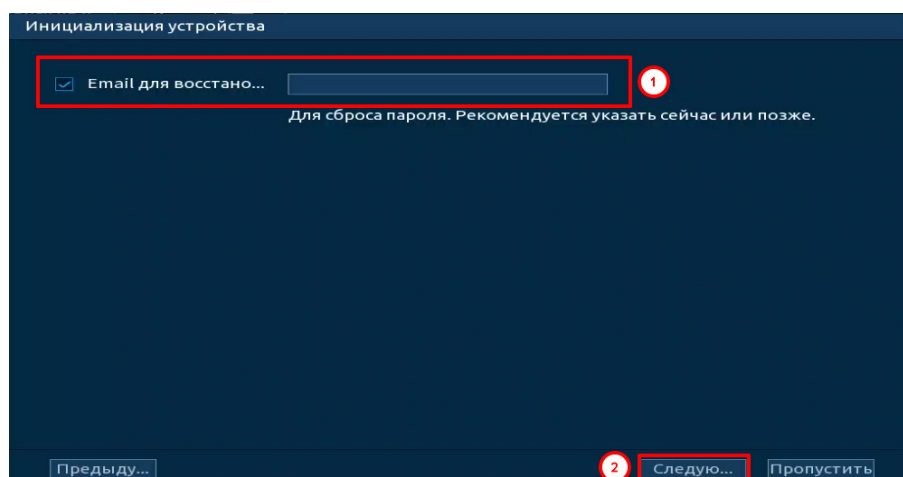 Инициализация устройства
Email для восстано... 1
Для сброса пароля. Рекомендуется указать сейчас или позже.
Предыду... 2 Следую... Пропустить